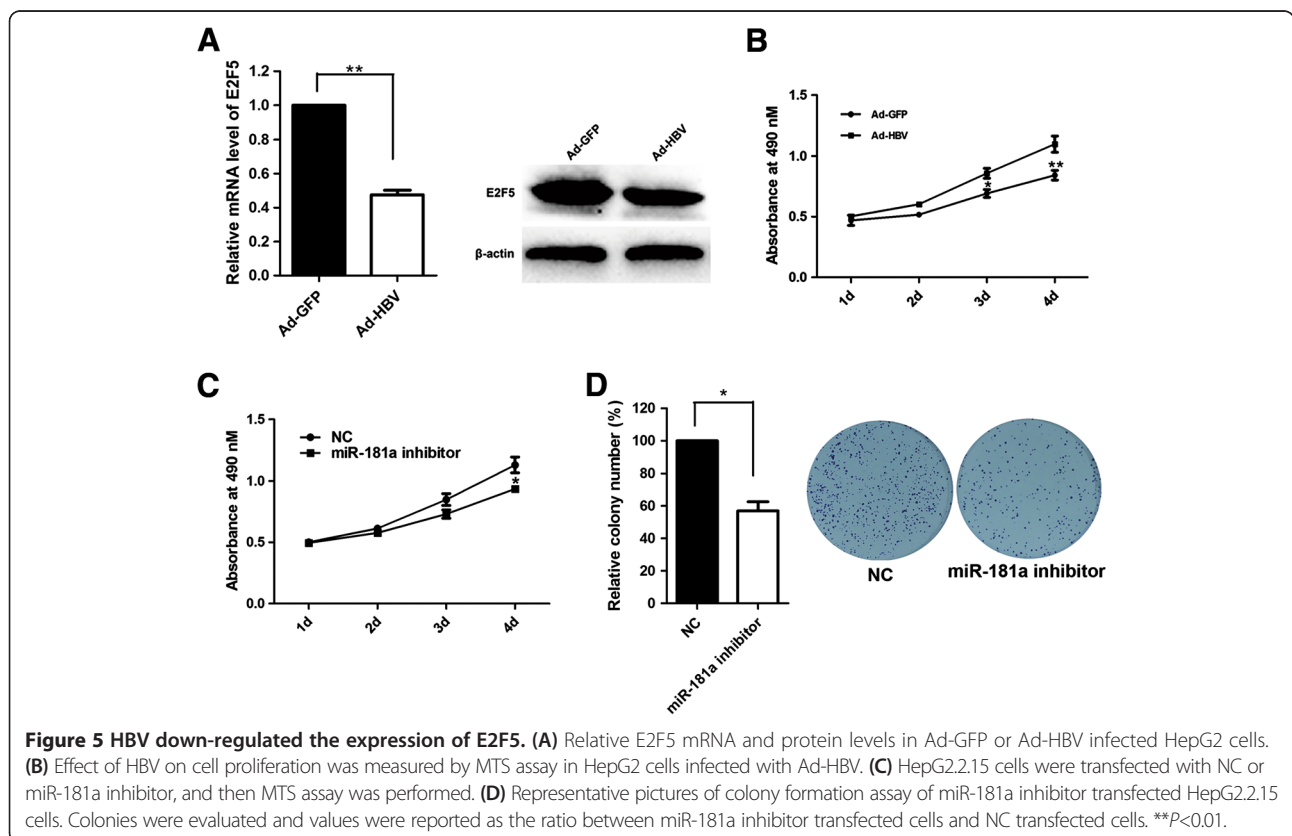 A
Relative mRNA level of E2F5
1.2
1.0
0.8
0.6
0.4
0.2
0.0
**
Ad-GFP
Ad-HBV
Ad-GFP
Ad-HBV
E2F5
β-actin
B
Absorbance at 490 nM
1.5
1.0
0.5
0.0
Ad-GFP
Ad-HBV
*
**
1d
2d
3d
4d
C
Absorbance at 490 nM
1.5
1.0
0.5
0.0
NC
miR-181a inhibitor
*
1d
2d
3d
4d
D
Relative colony number (%)
120
100
80
60
40
20
0
*
NC
miR-181a inhibitor
NC
miR-181a inhibitor
Figure 5 HBV down-regulated the expression of E2F5. (A) Relative E2F5 mRNA and protein levels in Ad-GFP or Ad-HBV infected HepG2 cells.
(B) Effect of HBV on cell proliferation was measured by MTS assay in HepG2 cells infected with Ad-HBV. (C) HepG2.2.15 cells were transfected with NC or
miR-181a inhibitor, and then MTS assay was performed. (D) Representative pictures of colony formation assay of miR-181a inhibitor transfected HepG2.2.15
cells. Colonies were evaluated and values were reported as the ratio between miR-181a inhibitor transfected cells and NC transfected cells. **P<0.01.